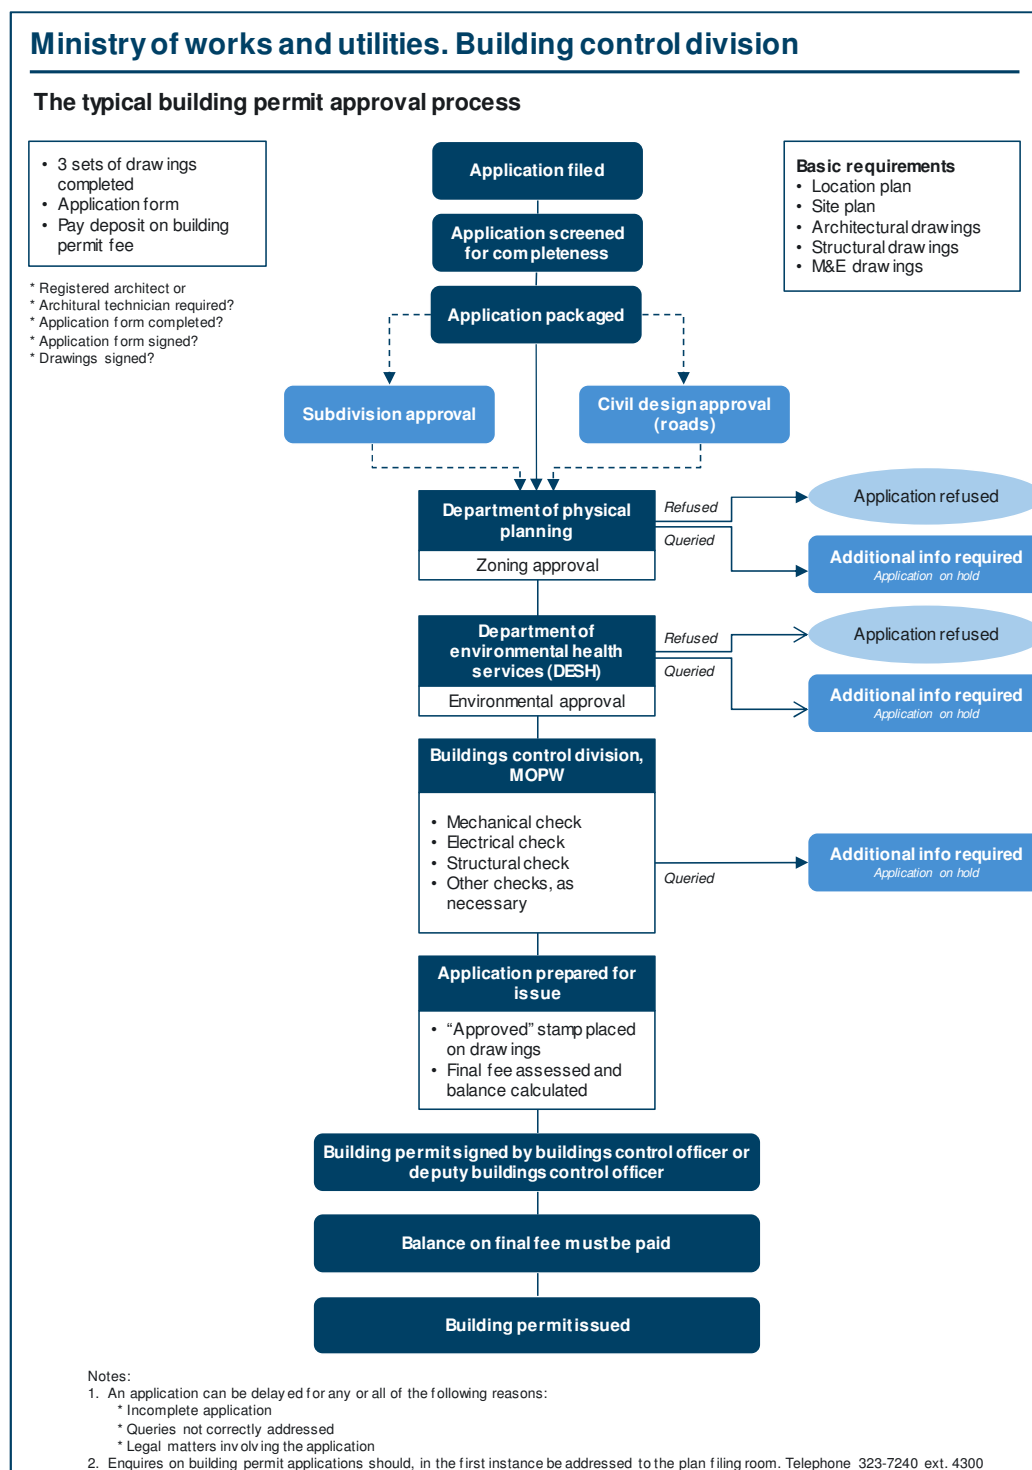 Ministry of works and utilities. Building control division
The typical building permit approval process
• 3 sets of drawings
completed
• Application form
• Pay deposit on building
permit fee
* Registered architect or
* Architural technician required?
* Application form completed?
* Application form signed?
* Drawings signed?
Application filed
Application screened
for completeness
Application packaged
Basic requirements
• Location plan
• Site plan
• Architectural drawings
• Structural drawings
• M&E drawings
Subdivision approval
Civil design approval
(roads)
Department of physical
planning
Zoning approval
Refused
Queried
Application refused
Additional info required
Application on hold
Department of
environmental health
services (DESH)
Environmental approval
Refused
Queried
Application refused
Additional info required
Application on hold
Buildings control division,
MOPW
• Mechanical check
• Electrical check
• Structural check
• Other checks, as
necessary
Queried
Additional info required
Application on hold
Application prepared for
issue
• “Approved” stamp placed
on drawings
• Final fee assessed and
balance calculated
Building permit signed by buildings control officer or
deputy buildings control officer
Balance on final fee must be paid
Building permit issued
Notes:
1. An application can be delayed for any or all of the following reasons:
* Incomplete application
* Queries not correctly addressed
* Legal matters involving the application
2. Enquires on building permit applications should, in the first instance be addressed to the plan filing room. Telephone 323-7240 ext. 4300